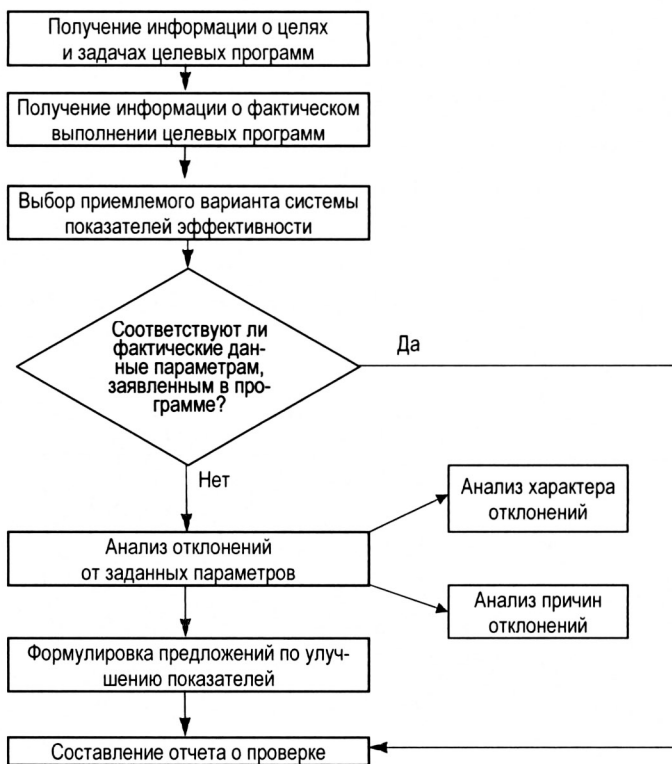 Получение информации о целях
и задачах целевых программ
Получение информации о фактическом
выполнении целевых программ
Выбор приемлемого варианта системы
показателей эффективности
Соответствуют ли
фактические дан-
ные параметрам,
заявленным в про-
грамме?
Да
Нет
Анализ характера
отклонений
Анализ отклонений
от заданных параметров
Анализ причин
отклонений
Формулировка предложений по улуч-
шению показателей
Составление отчета о проверке